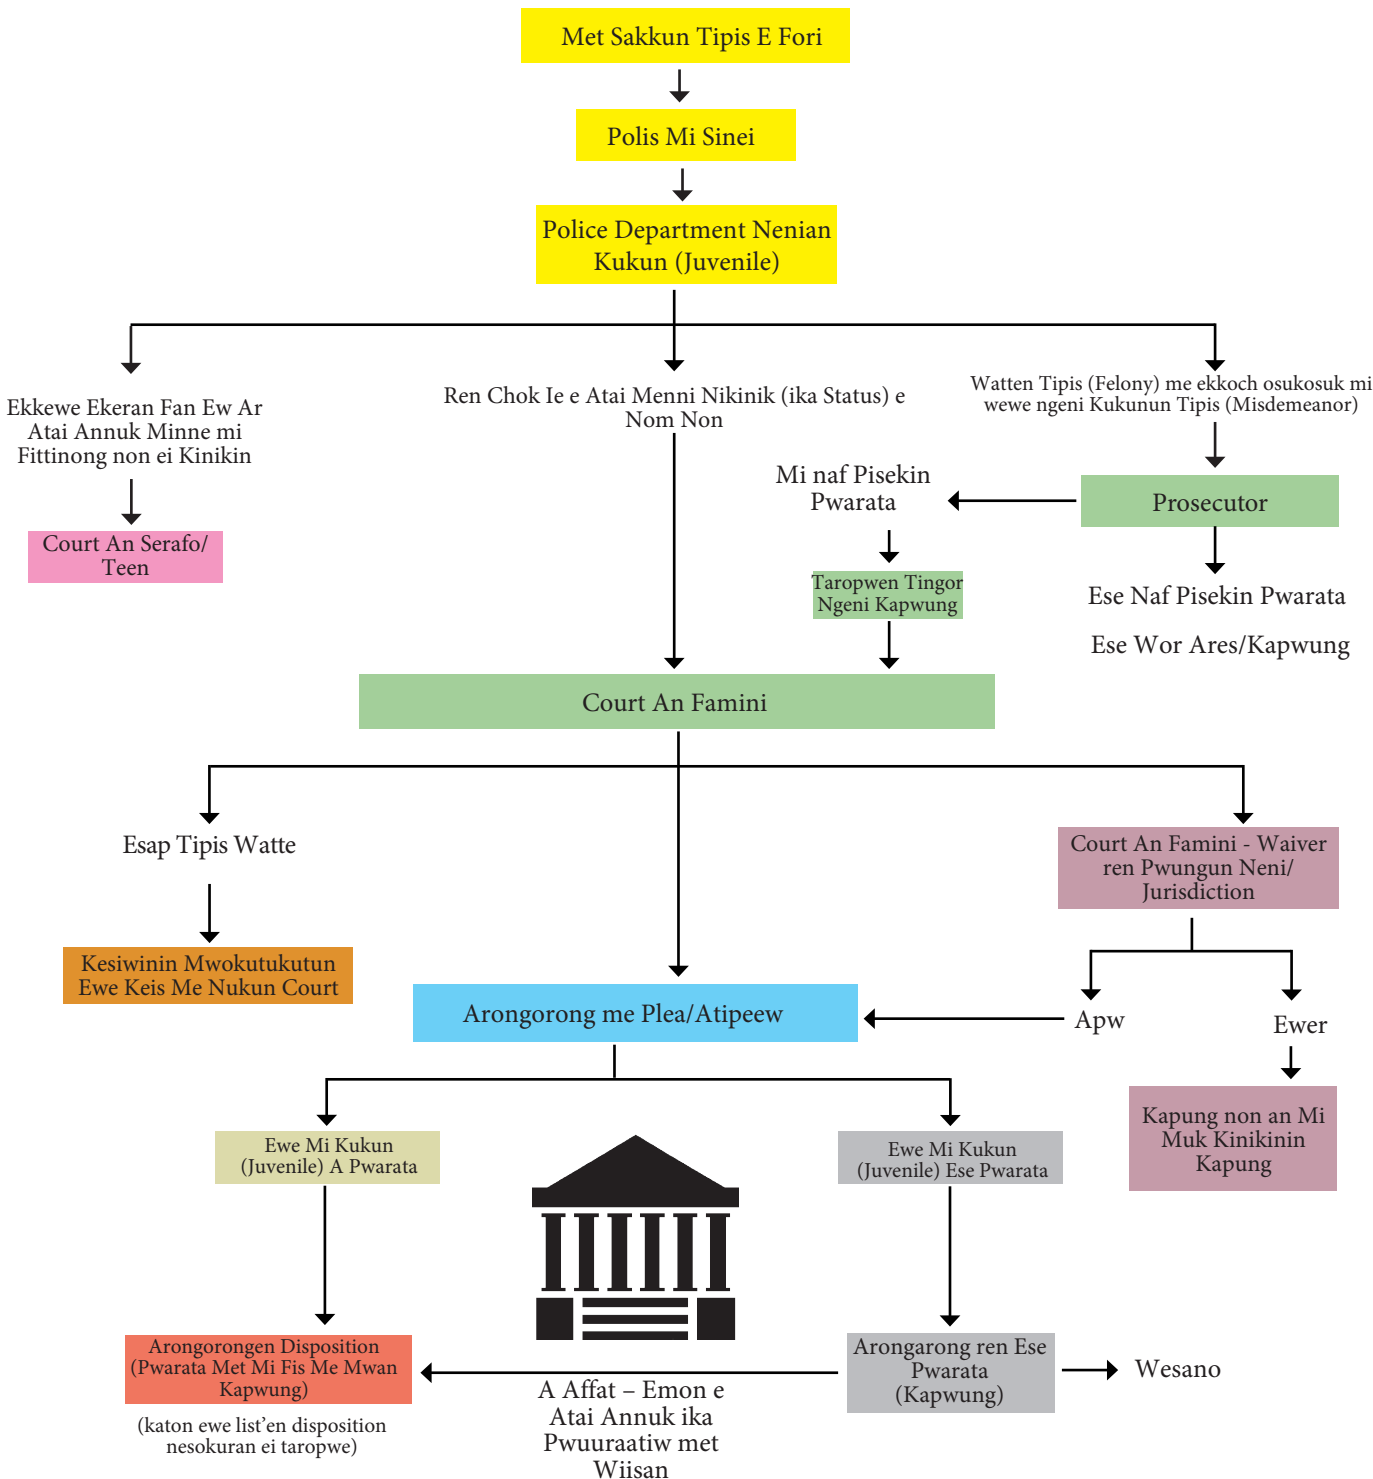 Met Sakkun Tipis E Fori
Polis Mi Sinei
Police Department Nenian
Kukun (Juvenile)
Ekkewe Ekeran Fan Ew Ar
Atai Annuk Minne mi
Fittinong non ei Kinikin
Court An Serafo/
Teen
Ren Chok Ie e Atai Menni Nikinik (ika Status) e
Nom Non
Watten Tipis (Felony) me ekkoch osukosuk mi
wewe ngeni Kukunun Tipis (Misdemeanor)
Prosecutor
Mi naf Pisekin
Pwarata
Taropwen Tingor
Ngeni Kapwung
Ese Naf Pisekin Pwarata
Ese Wor Ares/Kapwung
Court An Famini
Esap Tipis Watte
Kesiwinin Mwokutukutun
Ewe Keis Me Nukun Court
Court An Famini - Waiver
ren Pwungun Neni/
Jurisdiction
Apw
Ewer
Kapung non an Mi
Muk Kinikinin
Kapung
Arongorong me Plea/Atipeew
Ewe Mi Kukun
(Juvenile) A Pwarata
Ewe Mi Kukun
(Juvenile) Ese Pwarata
Arongorongen Disposition
(Pwarata Met Mi Fis Me Mwan
Kapwung)
(katon ewe list'en disposition
nesokuran ei taropwe)
A Affat – Emon e
Atai Annuk ika
Pwuuraatiw met
Wiisan
Arongarong ren Ese
Pwarata
(Kapwung)
Wesano